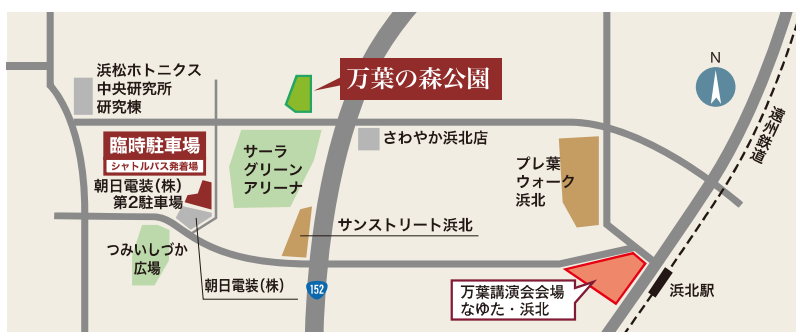 浜松ホトニクス
中央研究所
研究棟
万葉の森公園
N
遠州鉄道
臨時駐車場
シャトルバス発着場
朝日電装(株)
第2駐車場
サーラ
グリーン
アリーナ
さわやか浜北店
プレ葉
ウォーク
浜北
サンストリート浜北
つみいしづか
広場
朝日電装(株)
152
万葉講演会会場
なゆた・浜北
浜北駅